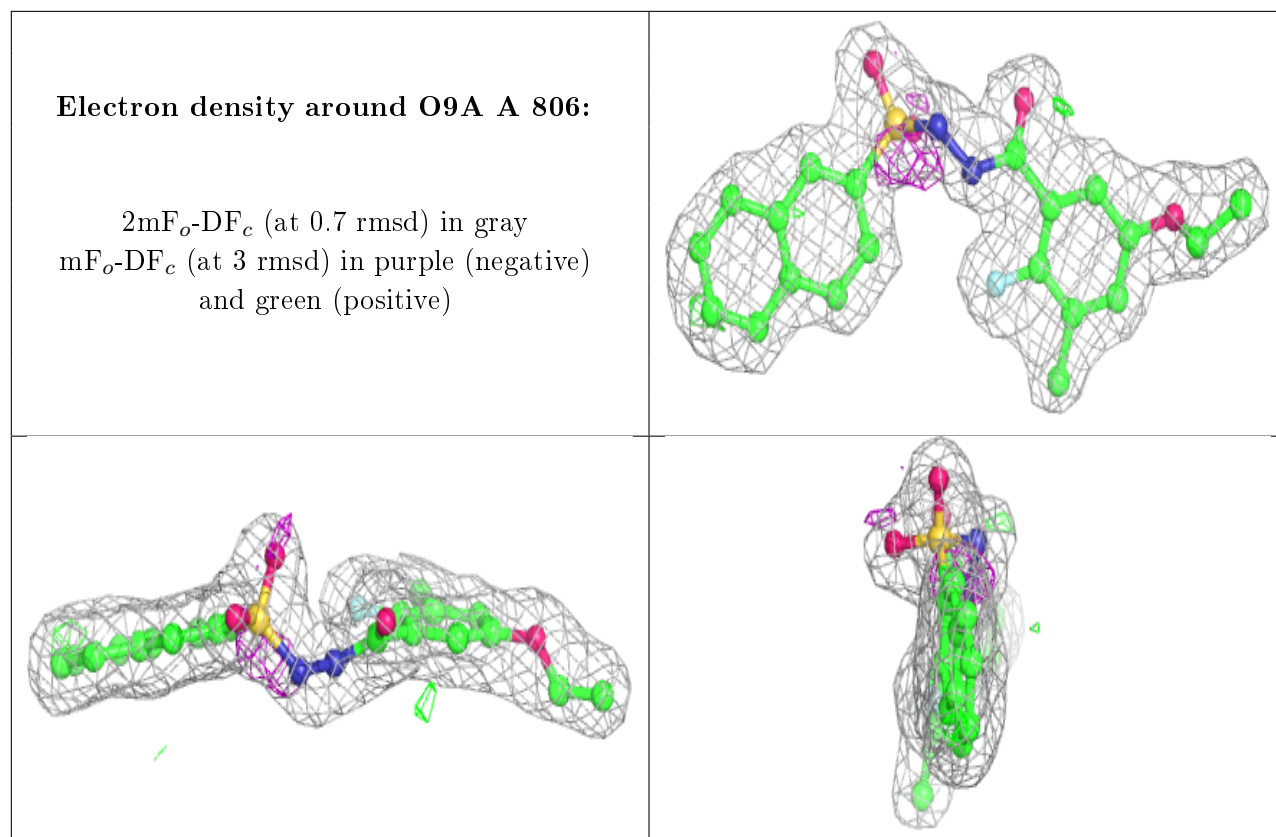 Electron density around O9A A 806:
2mFo-DFc (at 0.7 rmsd) in gray
mFo-DFc (at 3 rmsd) in purple (negative)
and green (positive)